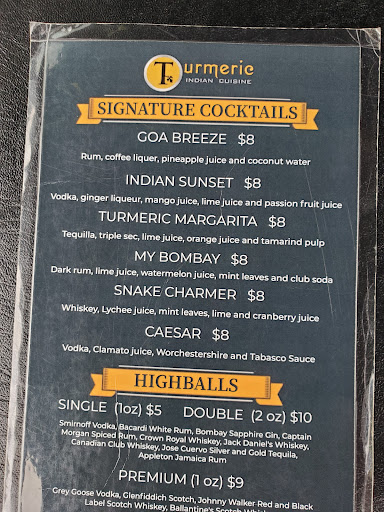 Turmeric
INDIAN CUISINE
SIGNATURE COCKTAILS
GOA BREEZE $8
Rum, coffee liquer, pineapple juice and coconut water
INDIAN SUNSET $8
Vodka, ginger liqueur, mango juice, lime juice and passion fruit juice
TURMERIC MARGARITA $8
Tequilla, triple sec, lime juice, orange juice and tamarind pulp
MY BOMBAY $8
Dark rum, lime juice, watermelon juice, mint leaves and club soda
SNAKE CHARMER $8
Whiskey, Lychee juice, mint leaves, lime and cranberry juice
CAESAR $8
Vodka, Clamato juice, Worchestershire and Tabasco Sauce
HIGHBALLS
SINGLE (1oz) $5 DOUBLE (2 oz) $10
Smirnoff Vodka, Bacardi White Rum, Bombay Sapphire Gin, Captain
Morgan Spiced Rum, Crown Royal Whiskey, Jack Daniel's Whiskey,
Canadian Club Whiskey, Jose Cuervo Silver and Gold Tequila,
Appleton Jamaica Rum
PREMIUM (1 oz) $9
Grey Goose Vodka, Glenfiddich Scotch, Johnny Walker Red and Black
Label Scotch Whiskey, Ballantine's Scotch